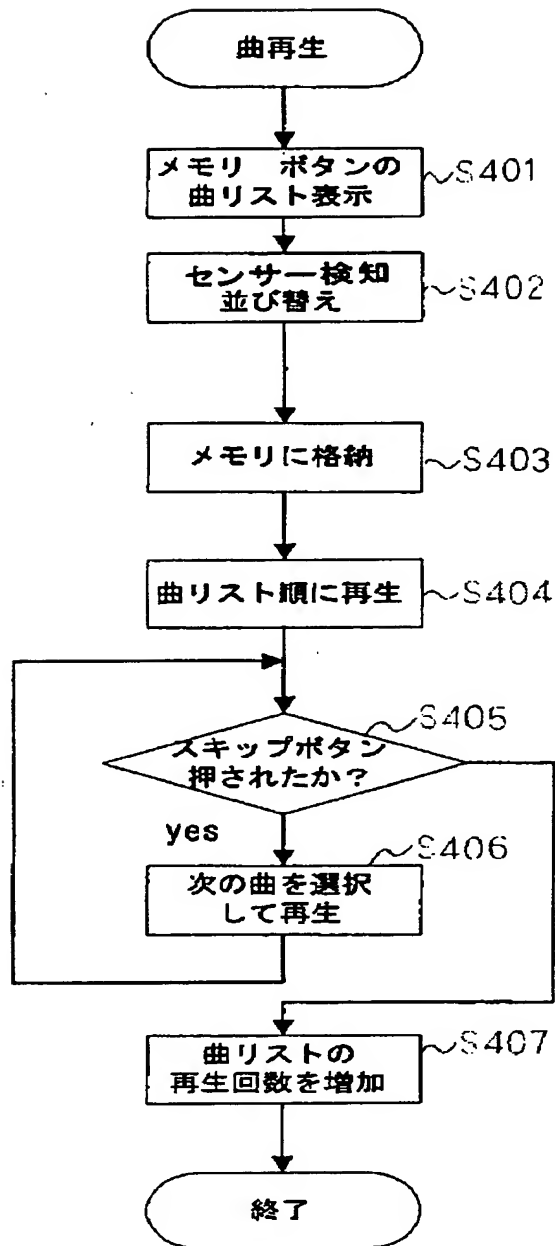 曲再生
メモリ　ボタンの
曲リスト表示
S401
センサー検知
並び替え
S402
メモリに格納
S403
曲リスト順に再生
S404
S405
スキップボタン
押されたか？
yes
S406
次の曲を選択
して再生
S407
曲リストの
再生回数を増加
終了